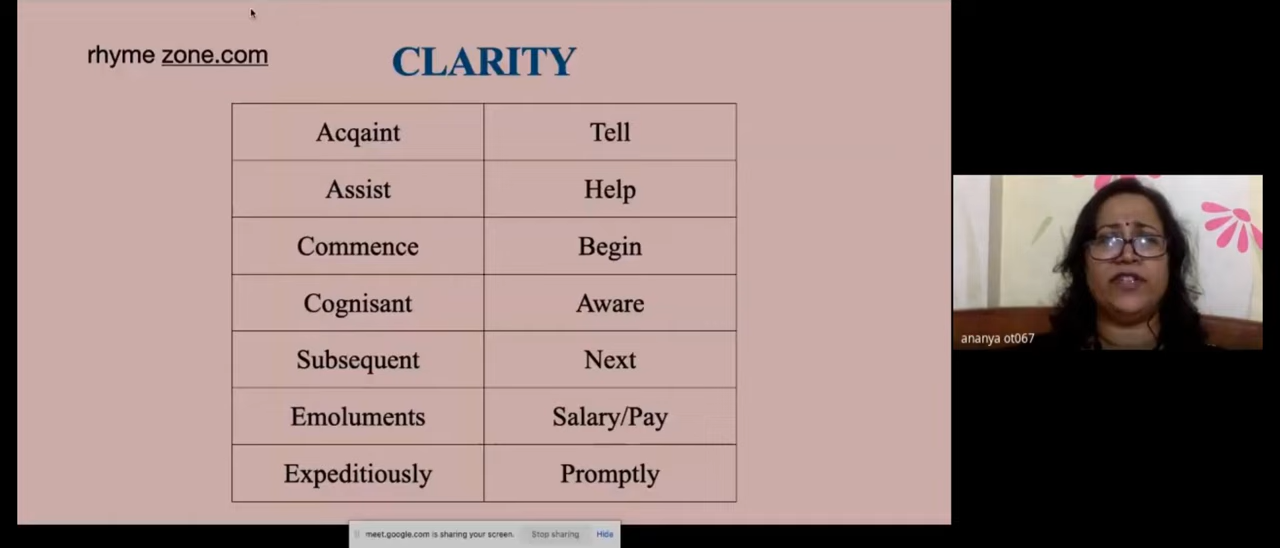 rhyme zone.com
CLARITY
Acqaint Tell
Assist Help
Commence Begin
Cognisant Aware
Subsequent Next
Emoluments Salary/Pay
Expeditiously Promptly
ananya ot067
meet.google.com is sharing your screen. Stop sharing Hide